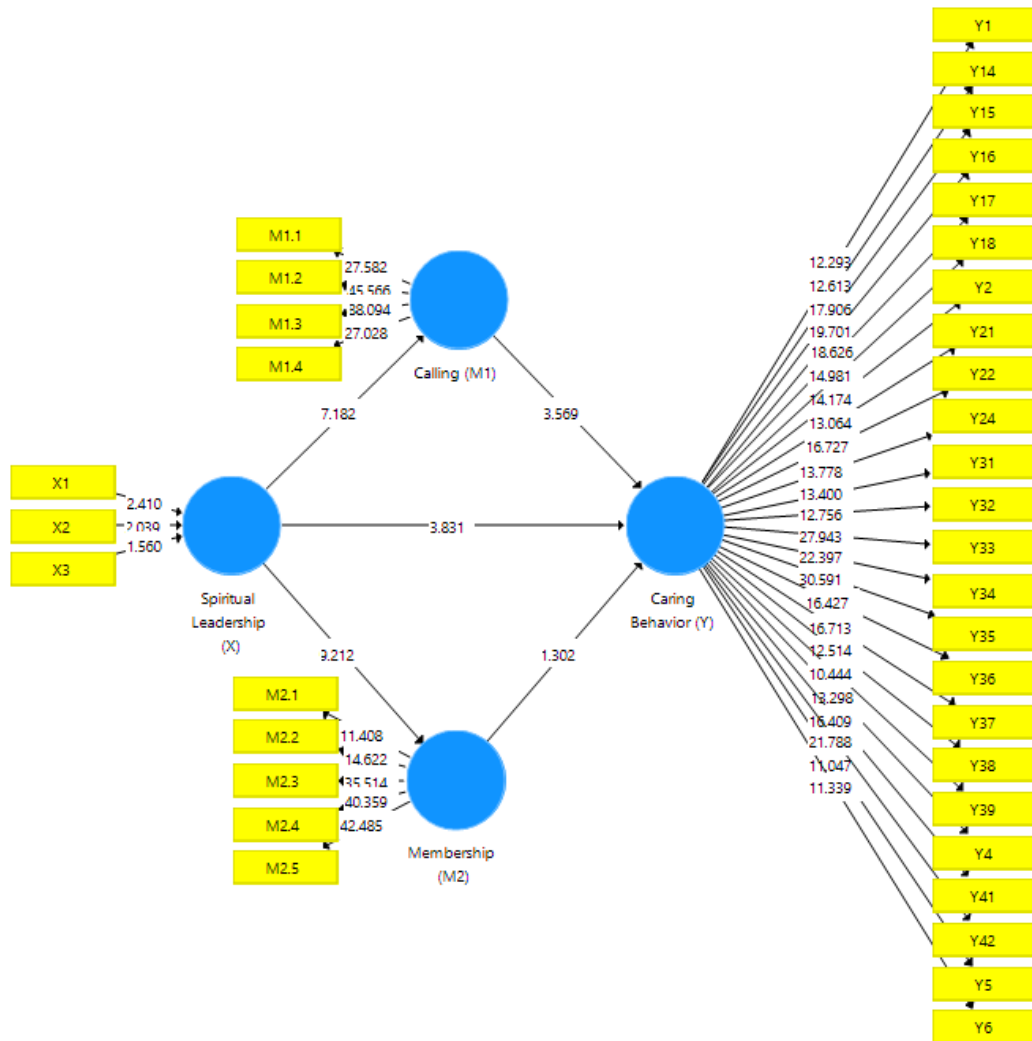 Y1
Y14
Y15
Y16
Y17
Y18
Y2
Y21
Y22
Y24
Y31
Y32
Y33
Y34
Y35
Y36
Y37
Y38
Y39
Y4
Y41
Y42
Y5
Y6
12.293
12.613
17.906
19.701
18.626
14.981
14.174
13.064
16.727
13.778
13.400
12.756
27.943
22.397
30.591
16.427
16.713
12.514
10.444
13.298
16.409
21.788
11.047
11.339
M1.1
M1.2
M1.3
M1.4
27.582
45.566
38.094
27.028
Calling (M1)
7.182
3.569
X1
X2
X3
2.410
2.039
1.560
3.831
Spiritual
Leadership
(X)
Caring
Behavior (Y)
9.212
1.302
M2.1
M2.2
M2.3
M2.4
M2.5
11.408
14.622
35.514
40.359
42.485
Membership
(M2)